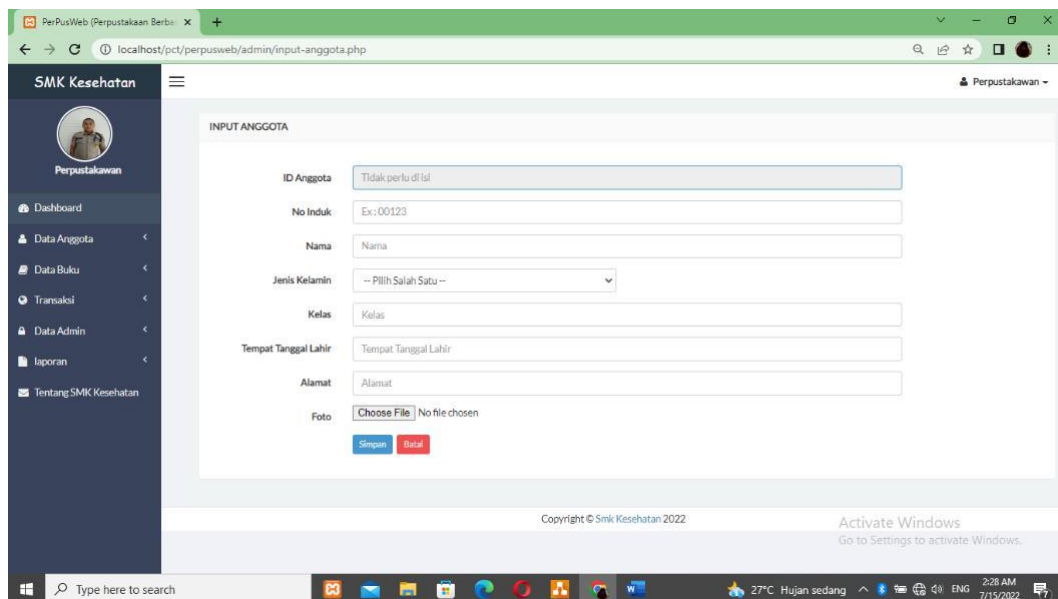 PerPusWeb (Perpustakaan Berba
localhost/pct/perpusweb/admin/input-anggota.php
SMK Kesehatan
Perpustakawan
Perpustakawan
Dashboard
Data Anggota
Data Buku
Transaksi
Data Admin
laporan
Tentang SMK Kesehatan
INPUT ANGGOTA
ID Anggota Tidak perlu di isi
No Induk Ex : 00123
Nama Nama
Jenis Kelamin -- Pilih Salah Satu --
Kelas Kelas
Tempat Tanggal Lahir Tempat Tanggal Lahir
Alamat Alamat
Foto Choose File No file chosen
Simpan Batal
Copyright © Smk Kesehatan 2022
Activate Windows
Go to Settings to activate Windows.
Type here to search
27°C Hujan sedang
ENG
2:28 AM
7/15/2022